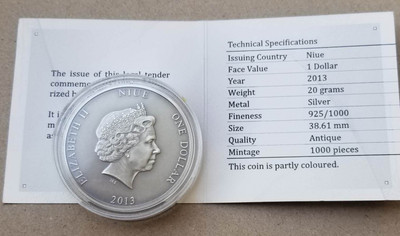 The issue of this legal tender
comme
rized b
It i
ELIZABETH II NIUE ONE DOLLAR
2013
Technical Specifications
Issuing Country Niue
Face Value 1 Dollar
Year 2013
Weight 20 grams
Metal Silver
Fineness 925/1000
Size 38.61 mm
Quality Antique
Mintage 1000 pieces
This coin is partly coloured.